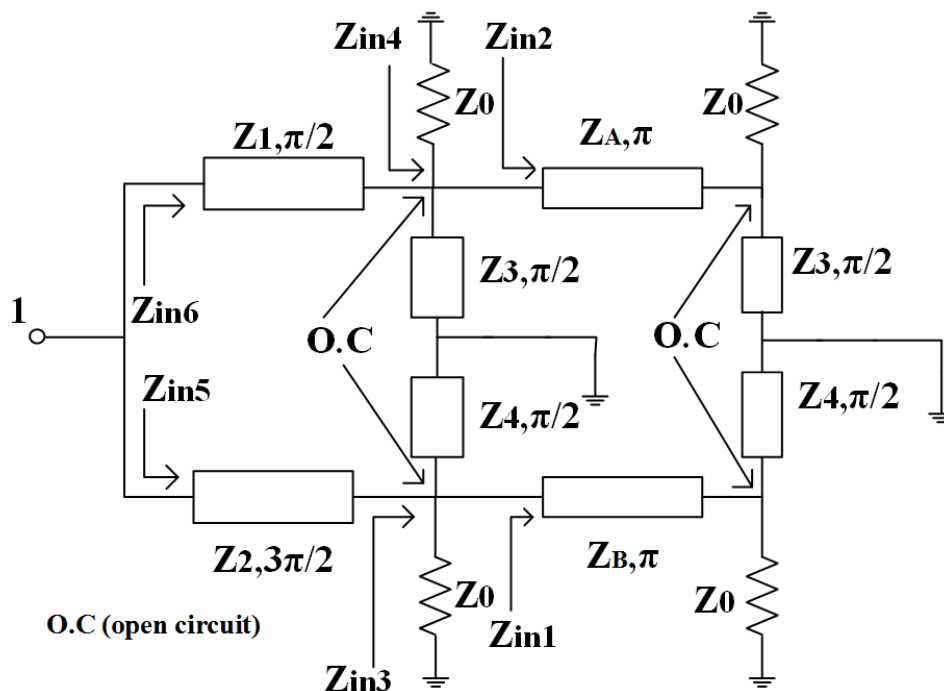 Zin4
Zin2
Z0
Z0
Z1,π/2
ZA,π
Z3,π/2
Z3,π/2
1
Zin6
O.C
O.C
Zin5
Z4,π/2
Z4,π/2
Z2,3π/2
ZB,π
Z0
Z0
O.C (open circuit)
Zin1
Zin3